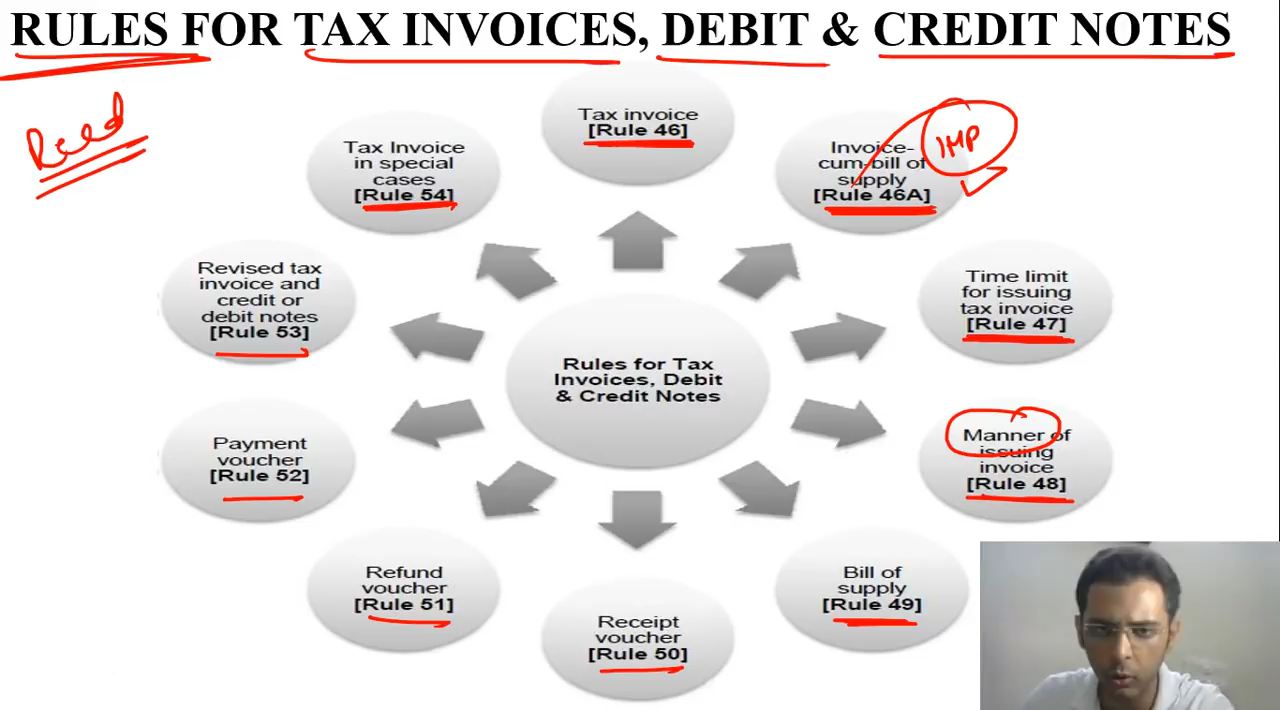 RULES FOR TAX INVOICES, DEBIT & CREDIT NOTES
Read
Tax invoice
[Rule 46]
Invoice-
cum-bill of
supply
[Rule 46A]
IMP
Time limit
for issuing
tax invoice
[Rule 47]
Manner of
issuing
invoice
[Rule 48]
Bill of
supply
[Rule 49]
Receipt
voucher
[Rule 50]
Refund
voucher
[Rule 51]
Payment
voucher
[Rule 52]
Revised tax
invoice and
credit or
debit notes
[Rule 53]
Tax Invoice
in special
cases
[Rule 54]
Rules for Tax
Invoices, Debit
& Credit Notes